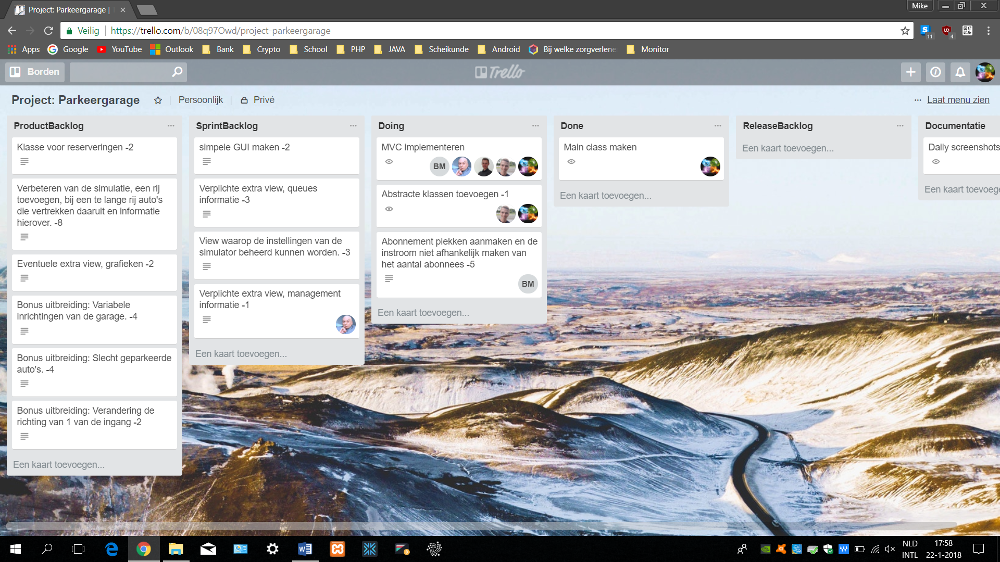 Project: Parkeergarage |
Mike
Veilig
https://trello.com/b/08q97Owd/project-parkeergarage
11
4
Apps
Google
YouTube
Outlook
Bank
Crypto
School
PHP
JAVA
Scheikunde
Android
Bij welke zorgverlene
Monitor
Borden
Trello
Project: Parkeergarage
Persoonlijk
Privé
Laat menu zien
ProductBacklog
Klasse voor reserveringen -2
Verbeteren van de simulatie, een rij
toevoegen, bij een te lange rij auto's
die vertrekken daaruit en informatie
hierover. -8
Eventuele extra view, grafieken -2
Bonus uitbreiding: Variabele
inrichtingen van de garage. -4
Bonus uitbreiding: Slecht geparkeerde
auto's. -4
Bonus uitbreiding: Verandering de
richting van 1 van de ingang -2
Een kaart toevoegen...
SprintBacklog
simpele GUI maken -2
Verplichte extra view, queues
informatie -3
View waarop de instellingen van de
simulator beheerd kunnen worden. -3
Verplichte extra view, management
informatie -1
Een kaart toevoegen...
Doing
MVC implementeren
BM
Abstracte klassen toevoegen -1
Abonnement plekken aanmaken en de
instroom niet afhankelijk maken van
het aantal abonnees -5
BM
Een kaart toevoegen...
Done
Main class maken
Een kaart toevoegen...
ReleaseBacklog
Een kaart toevoegen...
Documentatie
Daily screenshots
Een kaart toevoege
NLD
INTL
17:58
22-1-2018